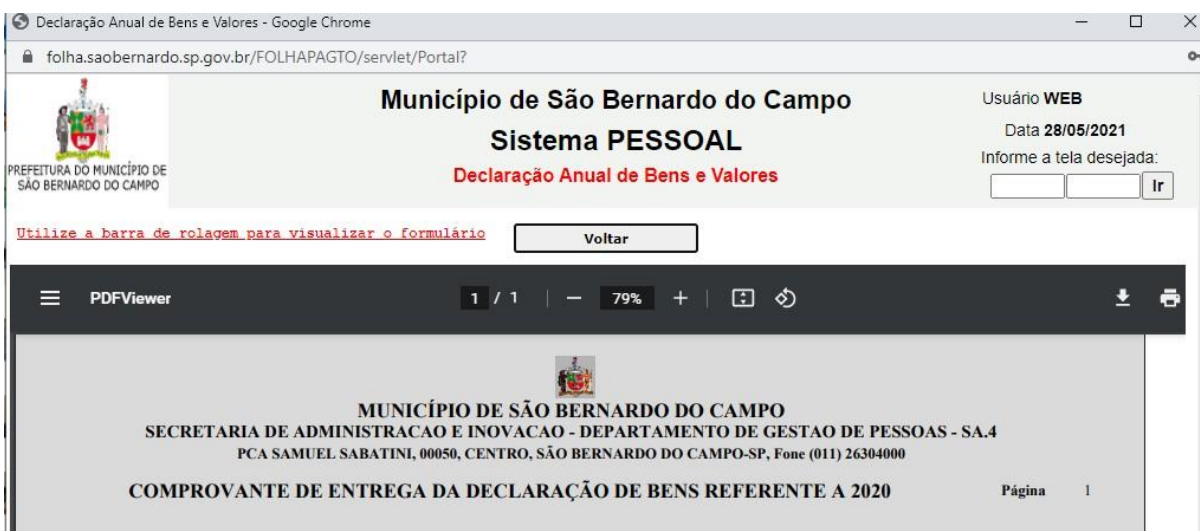 Declaração Anual de Bens e Valores - Google Chrome
folha.saobernardo.sp.gov.br/FOLHAPAGTO/servlet/Portal?
PREFEITURA DO MUNICÍPIO DE
SÃO BERNARDO DO CAMPO
Município de São Bernardo do Campo
Sistema PESSOAL
Declaração Anual de Bens e Valores
Usuário WEB
Data 28/05/2021
Informe a tela desejada:
Ir
Utilize a barra de rolagem para visualizar o formulário
Voltar
PDFViewer
1 / 1
79%
MUNICÍPIO DE SÃO BERNARDO DO CAMPO
SECRETARIA DE ADMINISTRACAO E INOVACAO - DEPARTAMENTO DE GESTAO DE PESSOAS - SA.4
PCA SAMUEL SABATINI, 00050, CENTRO, SÃO BERNARDO DO CAMPO-SP, Fone (011) 26304000
COMPROVANTE DE ENTREGA DA DECLARAÇÃO DE BENS REFERENTE A 2020 Página 1